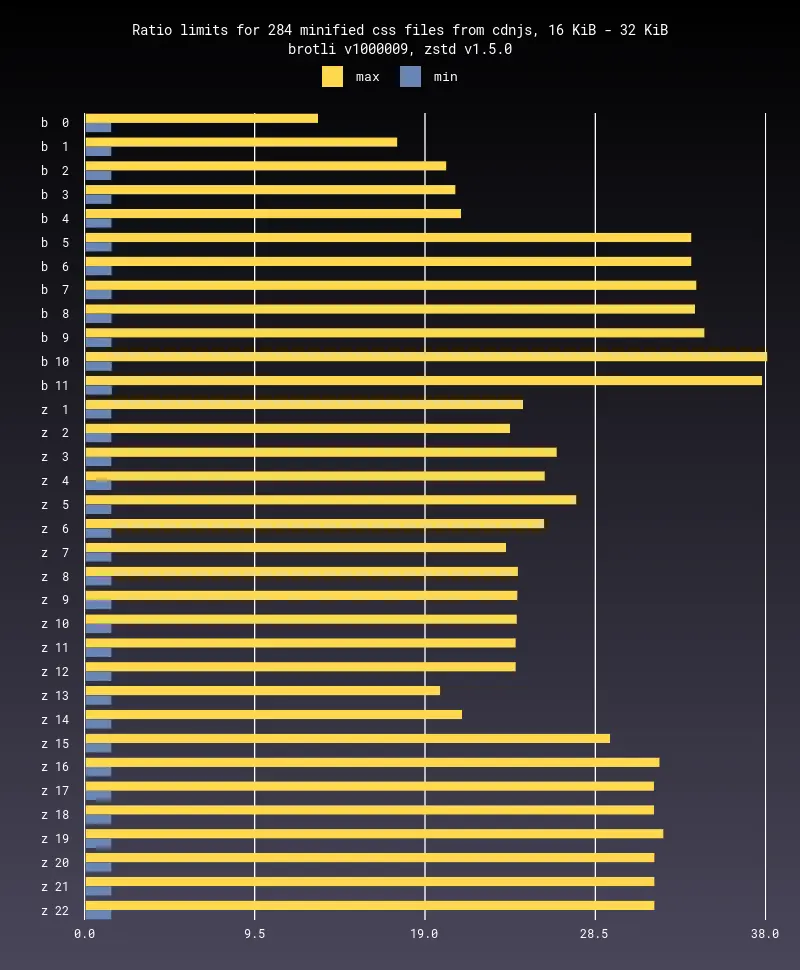 Ratio limits for 284 minified css files from cdnjs, 16 KiB - 32 KiB
brotli v1000009, zstd v1.5.0
max min
b 0
b 1
b 2
b 3
b 4
b 5
b 6
b 7
b 8
b 9
b 10
b 11
z 1
z 2
z 3
z 4
z 5
z 6
z 7
z 8
z 9
z 10
z 11
z 12
z 13
z 14
z 15
z 16
z 17
z 18
z 19
z 20
z 21
z 22
0.0 9.5 19.0 28.5 38.0